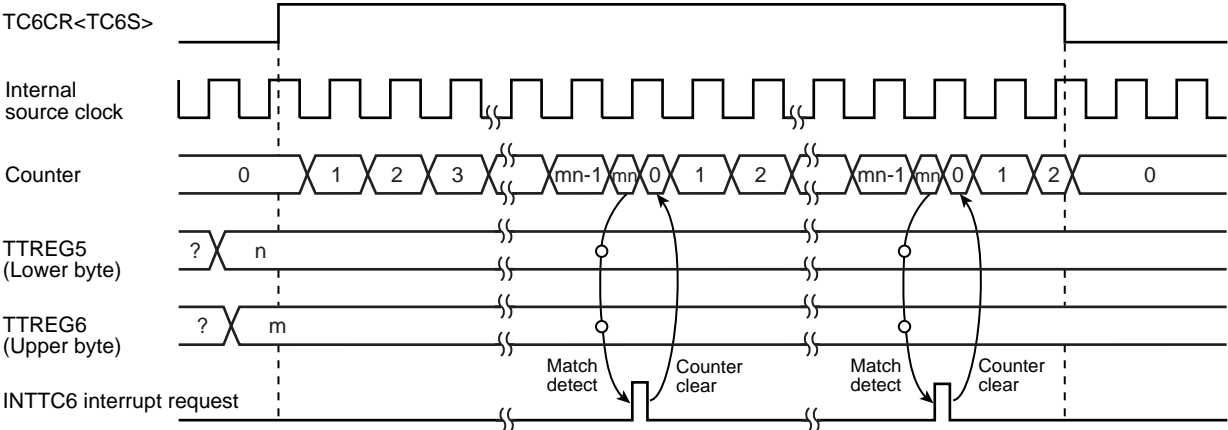 TC6CR<TC6S>
Internal
source clock
Counter
0 1 2 3 mn-1 mn 0 1 2 mn-1 mn 0 1 2 0
TTREG5
(Lower byte)
? n
TTREG6
(Upper byte)
? m
Match
detect
Counter
clear
Match
detect
Counter
clear
INTTC6 interrupt request